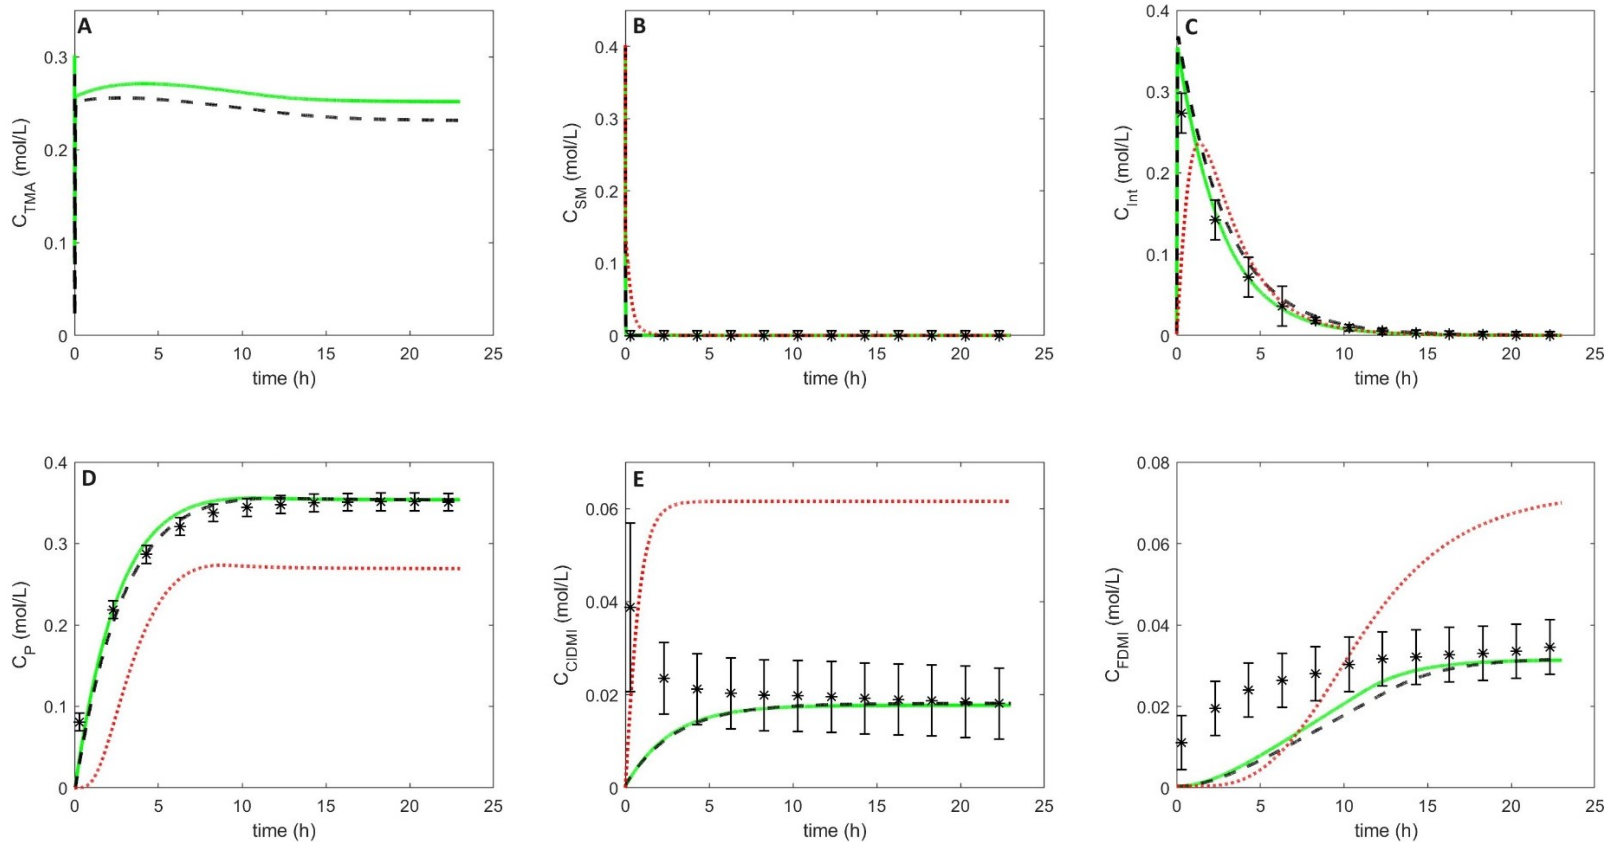 A
C_TMA (mol/L)
0.3
0.2
0.1
0
0 5 10 15 20 25
time (h)
B
C_SM (mol/L)
0.4
0.3
0.2
0.1
0
0 5 10 15 20 25
time (h)
C
C_Int (mol/L)
0.4
0.3
0.2
0.1
0
0 5 10 15 20 25
time (h)
D
C_P (mol/L)
0.4
0.3
0.2
0.1
0
0 5 10 15 20 25
time (h)
E
C_CIDMI (mol/L)
0.06
0.04
0.02
0
0 5 10 15 20 25
time (h)
C_FDMI (mol/L)
0.08
0.06
0.04
0.02
0
0 5 10 15 20 25
time (h)